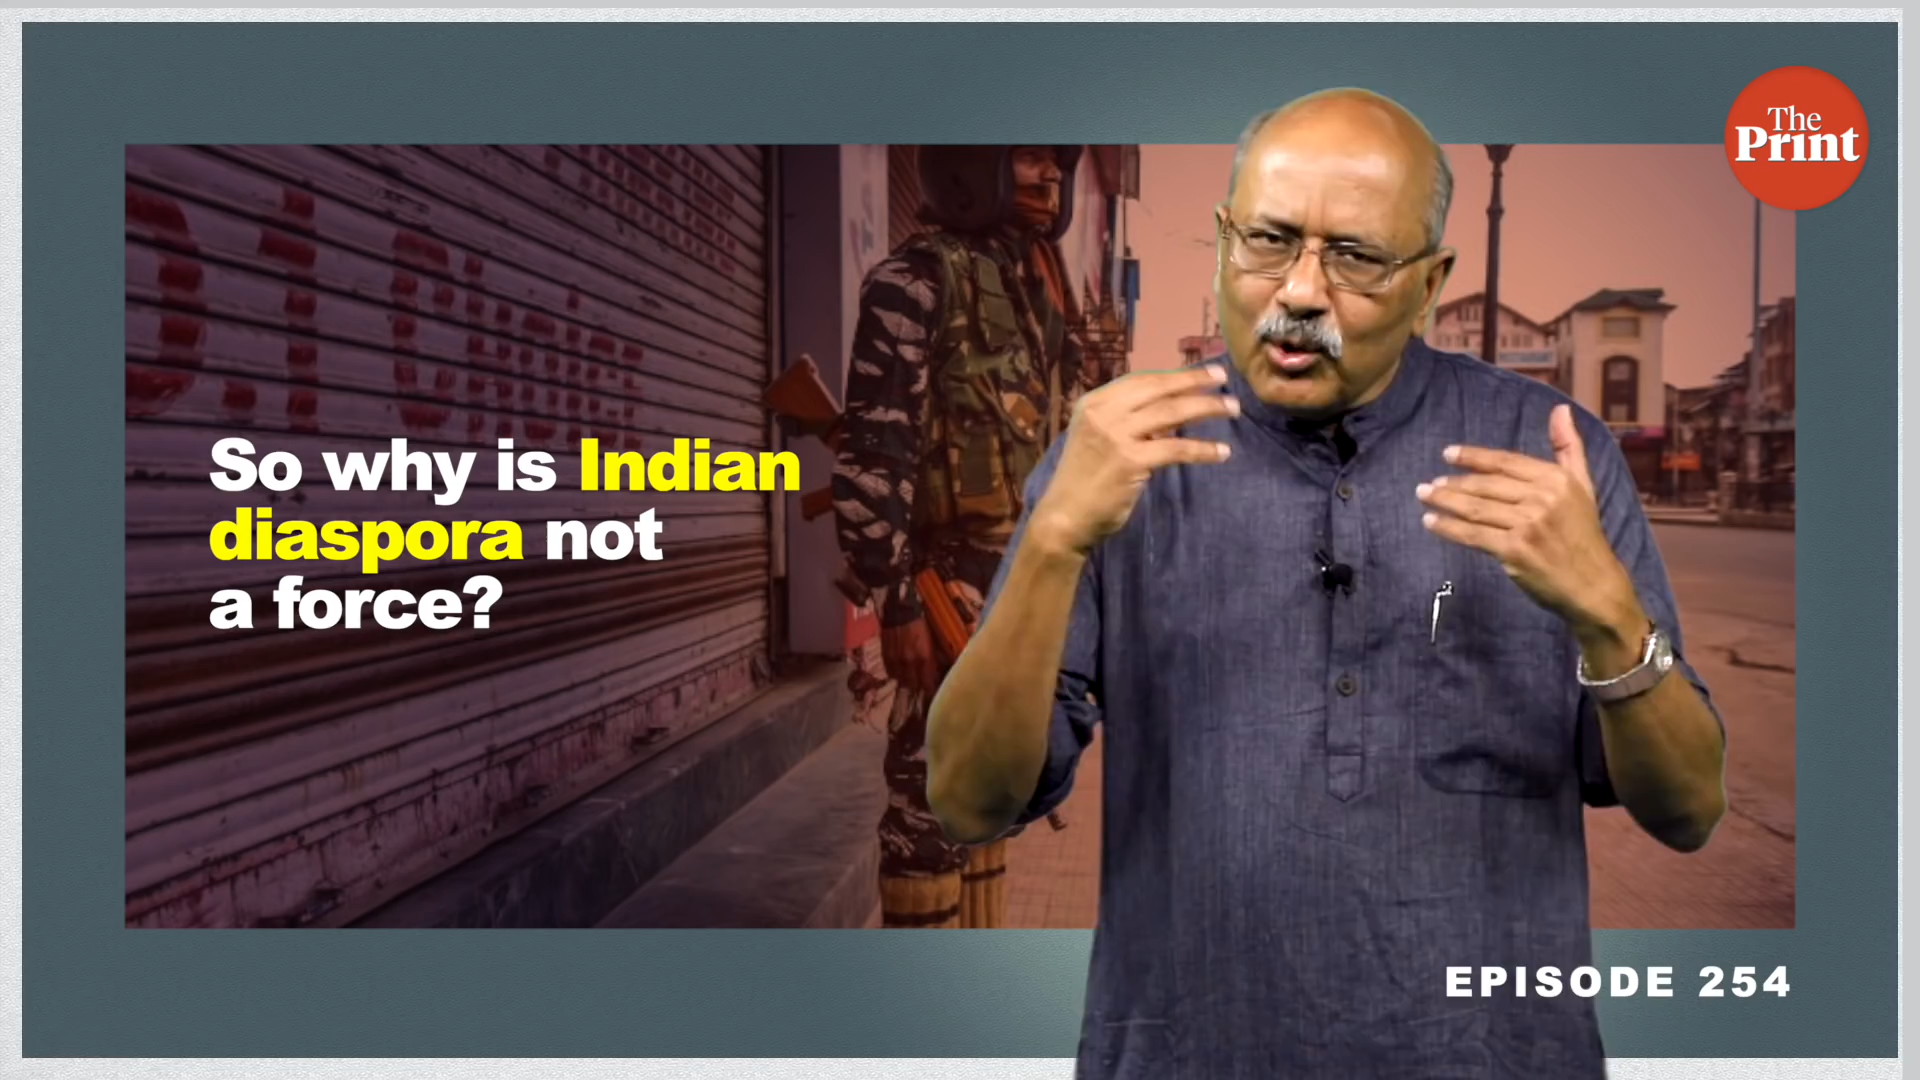 The
Print
So why is Indian
diaspora not
a force?
EPISODE 254